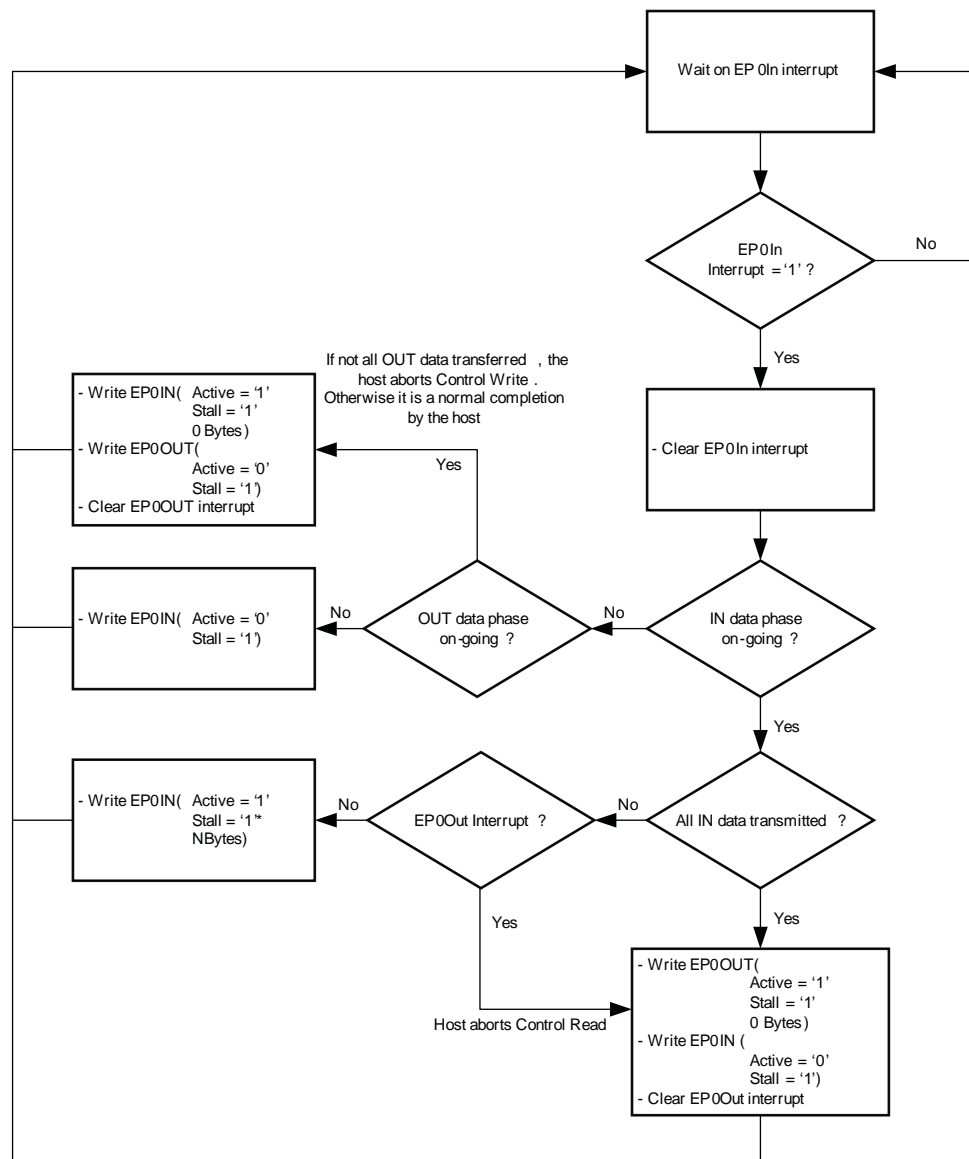 Wait on EP0In interrupt
EP0In
Interrupt = ‘1’ ?
No
Yes
If not all OUT data transferred , the
host aborts Control Write .
Otherwise it is a normal completion
by the host
- Write EP0IN( Active = ‘1’
Stall = ‘1’
0 Bytes)
- Write EP0OUT(
Active = ‘0’
Stall = ‘1’)
- Clear EP0OUT interrupt
Yes
- Clear EP0In interrupt
- Write EP0IN( Active = ‘0’
Stall = ‘1’)
No
OUT data phase
on-going ?
No
IN data phase
on-going ?
Yes
- Write EP0IN( Active = ‘1’
Stall = ‘1’*
NBytes)
No
EP0Out Interrupt ?
No
All IN data transmitted ?
Yes
Yes
Host aborts Control Read
- Write EP0OUT(
Active = ‘1’
Stall = ‘1’
0 Bytes)
- Write EP0IN (
Active = ‘0’
Stall = ‘1’)
- Clear EP0Out interrupt